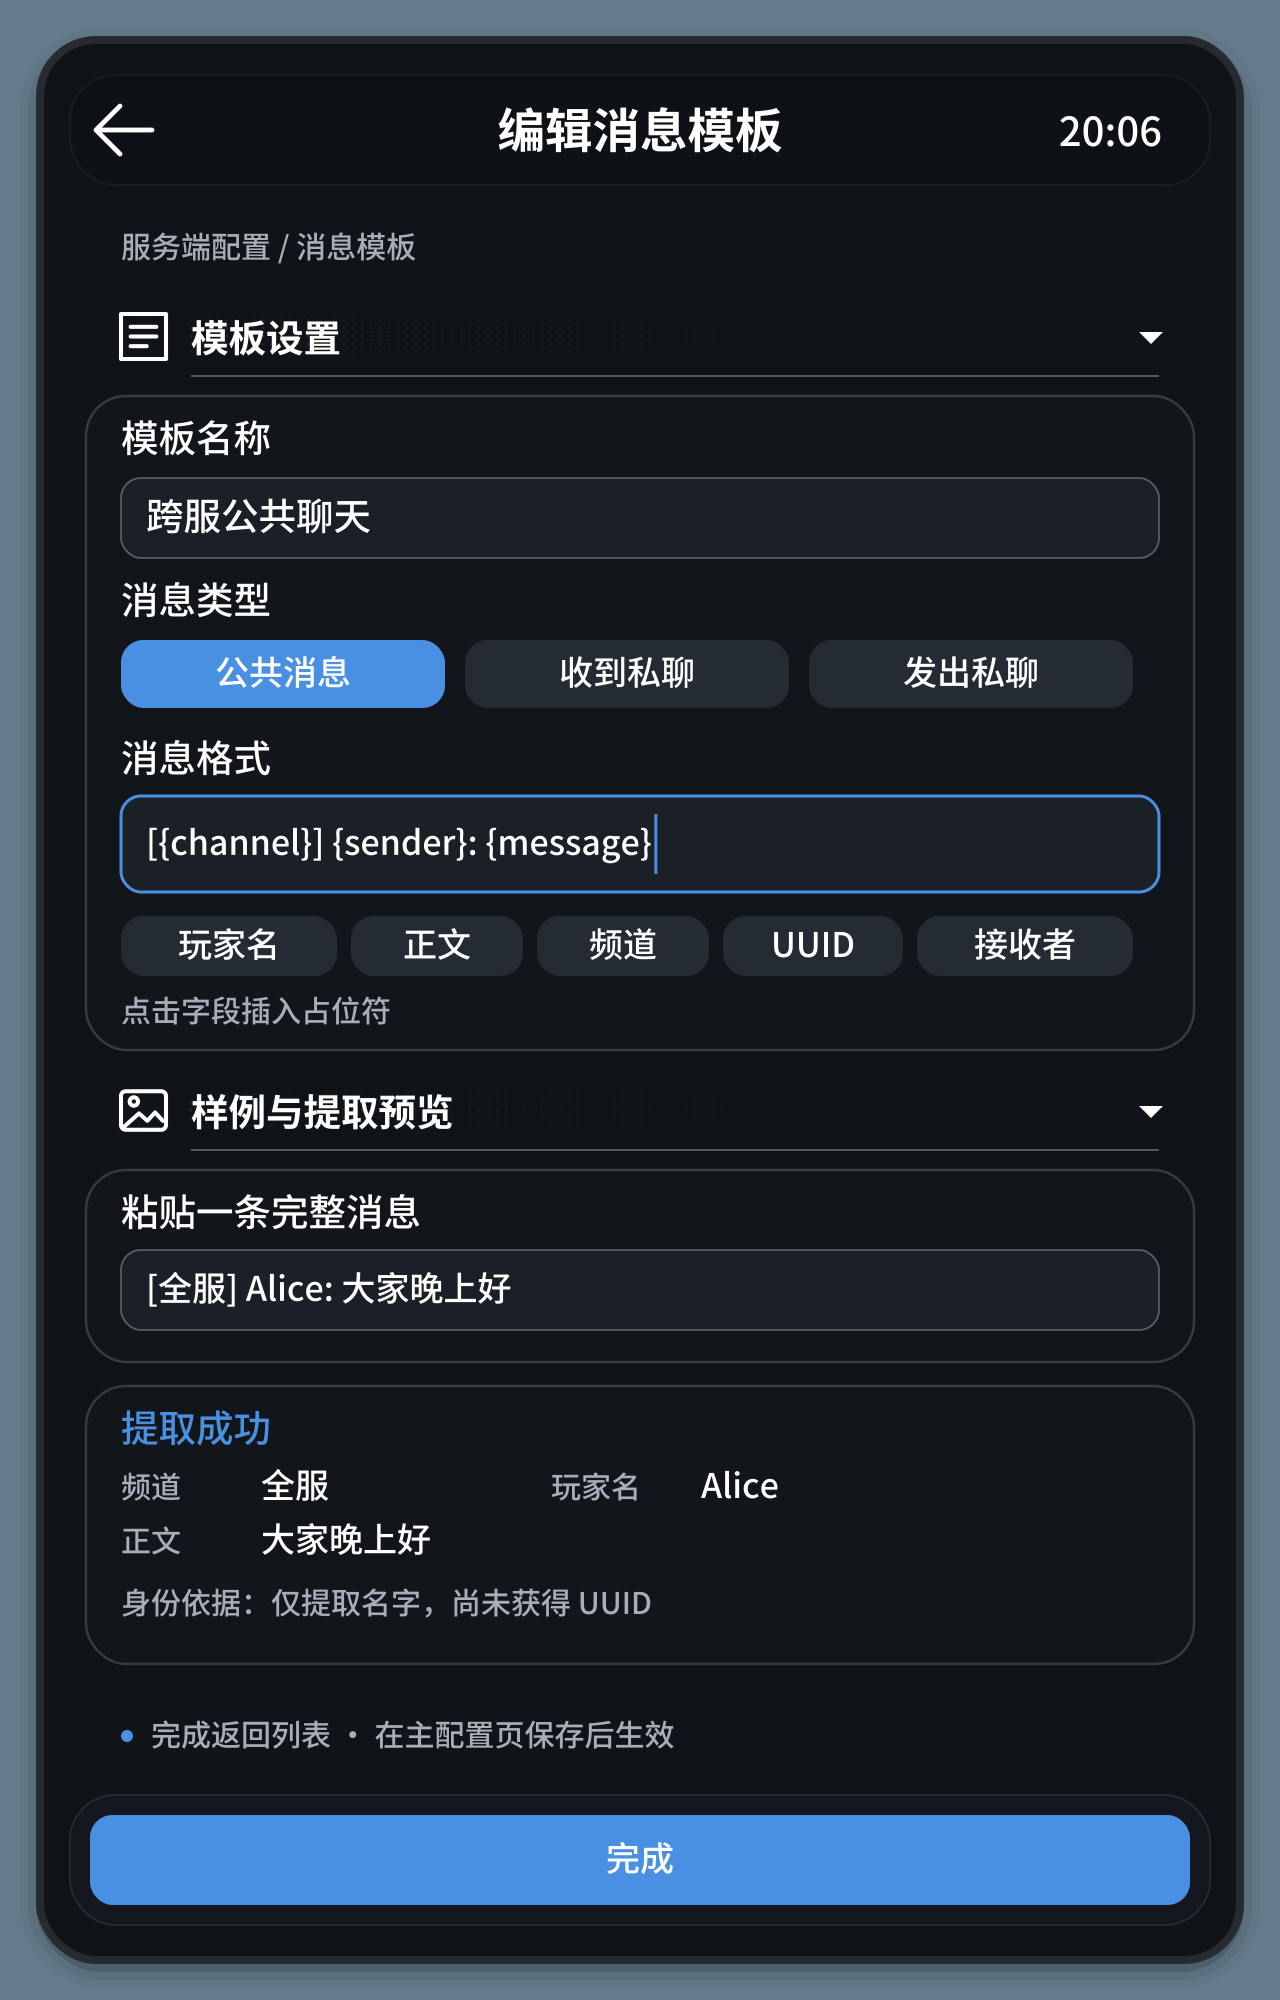 编辑消息模板
20:06
服务端配置 / 消息模板
模板设置
模板名称
跨服公共聊天
消息类型
公共消息 收到私聊 发出私聊
消息格式
[{channel}] {sender}: {message}
玩家名 正文 频道 UUID 接收者
点击字段插入占位符
样例与提取预览
粘贴一条完整消息
[全服] Alice: 大家晚上好
提取成功
频道 全服 玩家名 Alice
正文 大家晚上好
身份依据：仅提取名字，尚未获得 UUID
完成返回列表 · 在主配置页保存后生效
完成